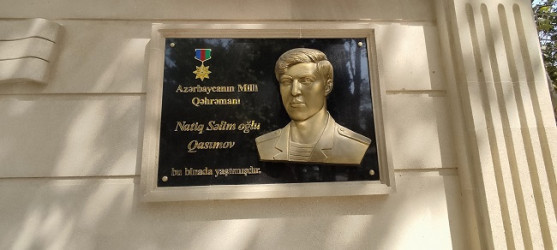 Azərbaycanın Milli
Qəhrəmanı
Natiq Səlim oğlu
Qasımov
bu binada yaşamışdır.